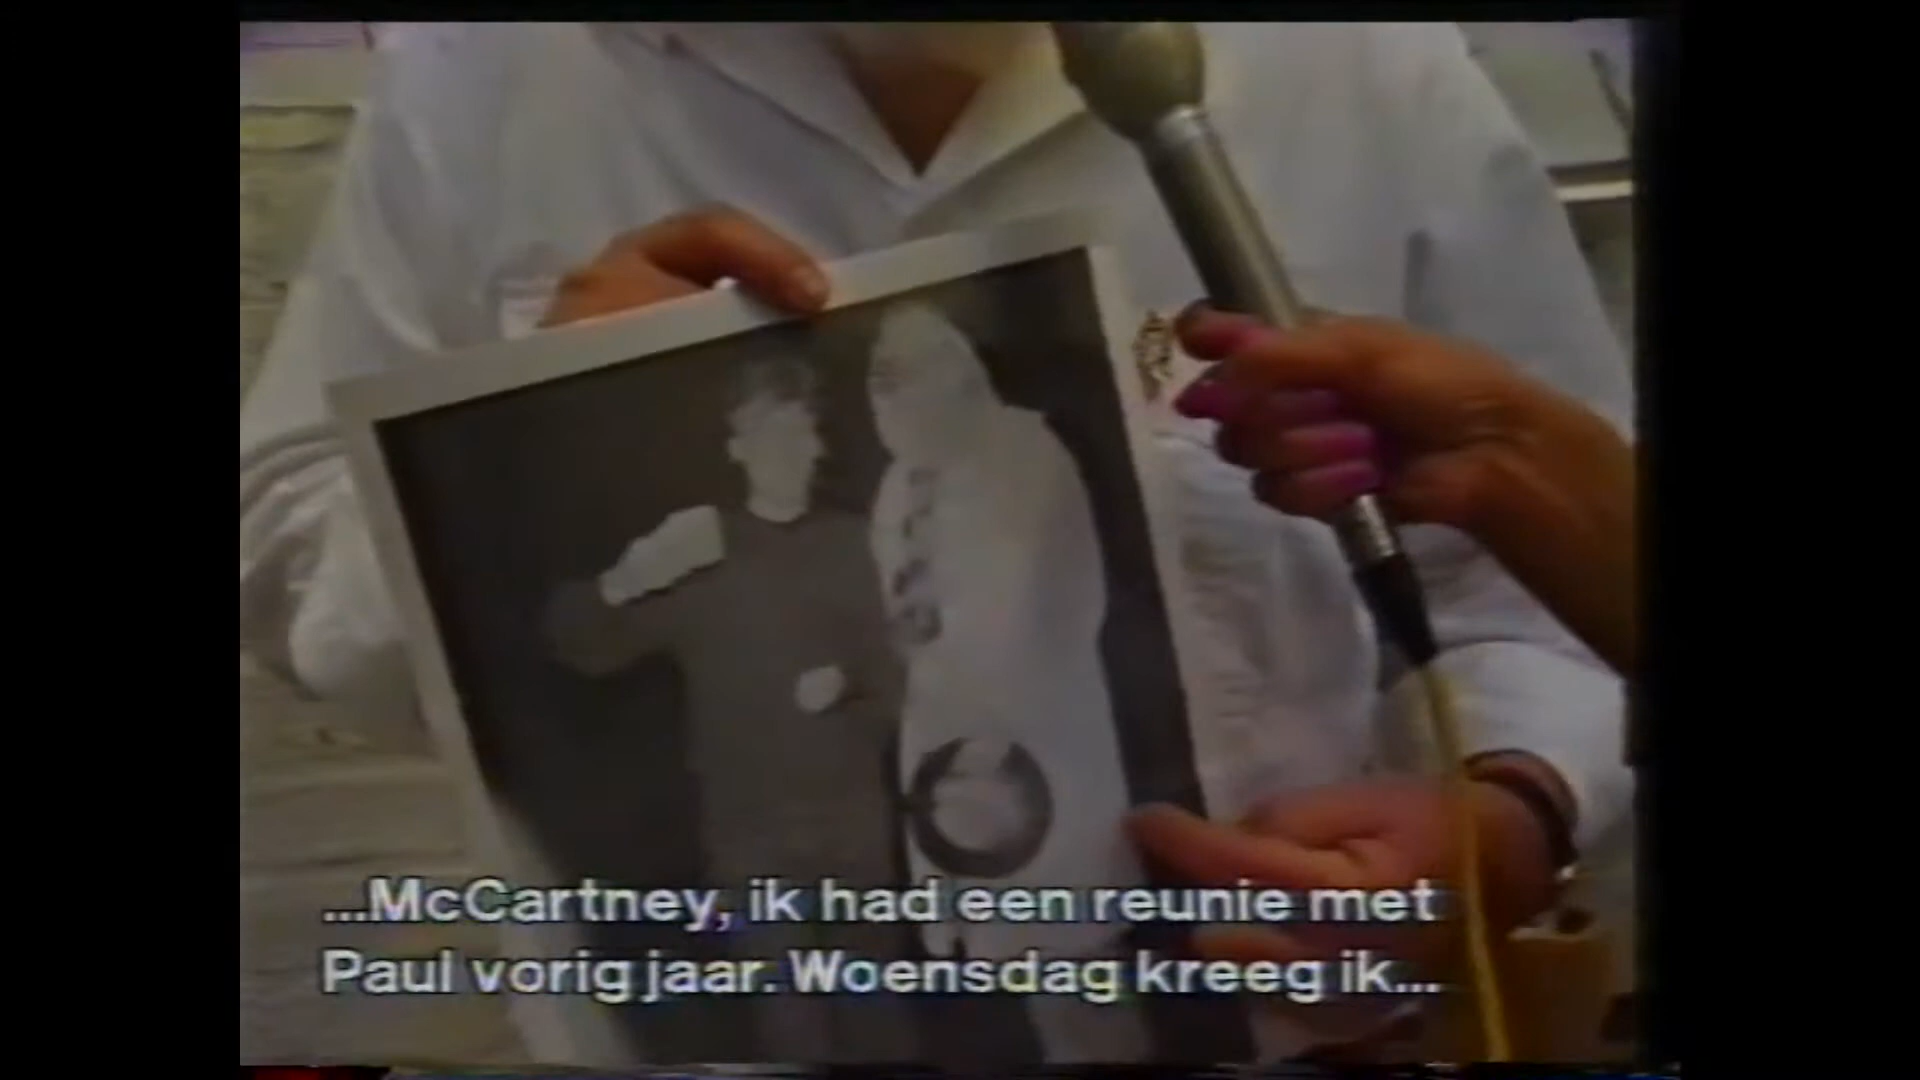 ...McCartney, ik had een reunie met
Paul vorig jaar. Woensdag kreeg ik...